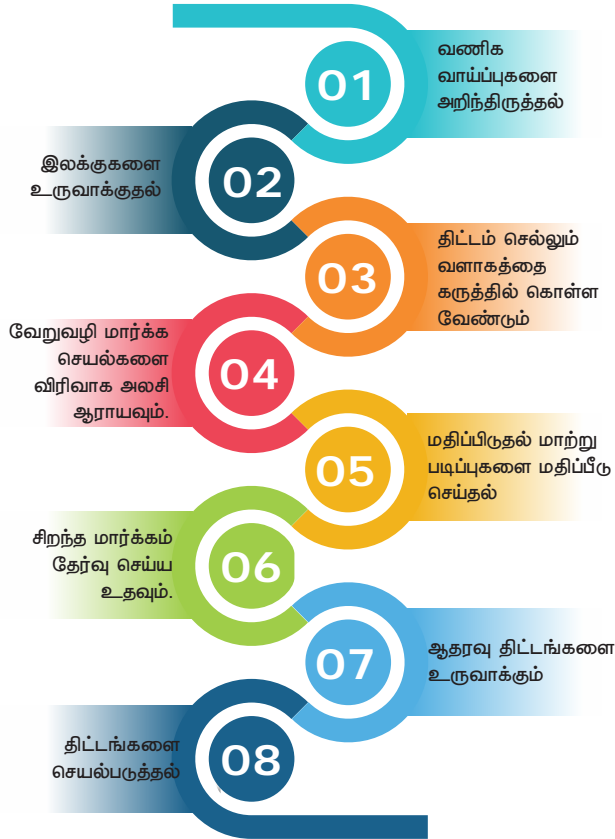 01
வணிக
வாய்ப்புகளை
அறிந்திருத்தல்
02
இலக்குகளை
உருவாக்குதல்
03
திட்டம் செல்லும்
வளாகத்தை
கருத்தில் கொள்ள
வேண்டும்
04
வேறுவழி மார்க்க
செயல்களை
விரிவாக அலசி
ஆராயவும்.
05
மதிப்பிடுதல் மாற்று
படிப்புகளை மதிப்பீடு
செய்தல்
06
சிறந்த மார்க்கம்
தேர்வு செய்ய
உதவும்.
07
ஆதரவு திட்டங்களை
உருவாக்கும்
08
திட்டங்களை
செயல்படுத்தல்